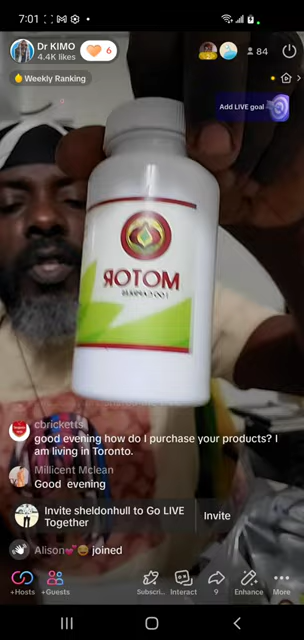 7:01
Dr KIMO
4.4K likes
6
84
Weekly Ranking
Add LIVE goal
MOTOR
cbricketts
good evening how do I purchase your products? I
am living in Toronto.
Millicent Mclean
Good evening
Invite sheldonhull to Go LIVE
Together
Invite
Alison💕😂 joined
+Hosts
+Guests
Subscri...
Interact
9
Enhance
More